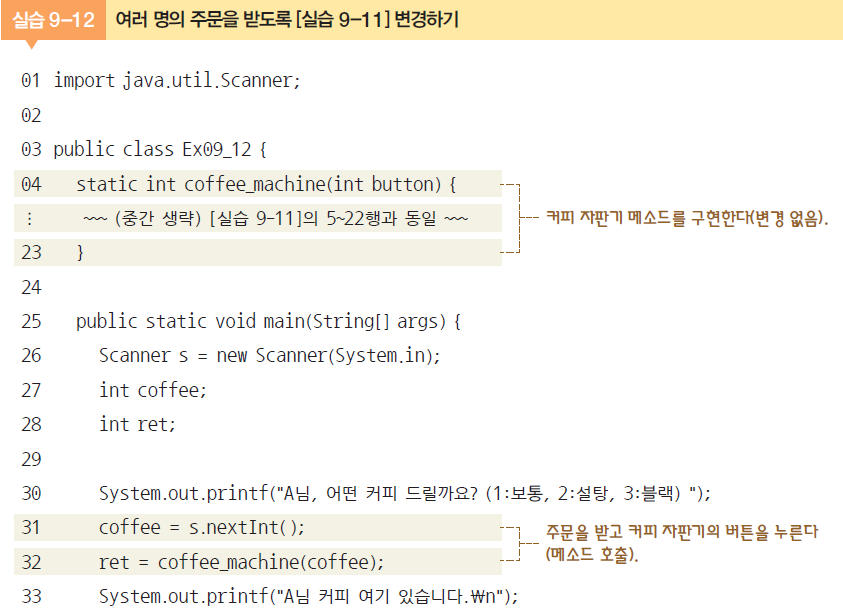 실습 9-12 여러 명의 주문을 받도록 [실습 9-11] 변경하기
01 import java.util.Scanner;
02
03 public class Ex09_12 {
04 static int coffee_machine(int button) {
⋮ ~~~ (중간 생략) [실습 9-11]의 5~22행과 동일 ~~~
커피 자판기 메소드를 구현한다(변경 없음).
23 }
24
25 public static void main(String[] args) {
26 Scanner s = new Scanner(System.in);
27 int coffee;
28 int ret;
29
30 System.out.printf("A님, 어떤 커피 드릴까요? (1:보통, 2:설탕, 3:블랙) ");
31 coffee = s.nextInt();
32 ret = coffee_machine(coffee);
주문을 받고 커피 자판기의 버튼을 누른다
(메소드 호출).
33 System.out.printf("A님 커피 여기 있습니다.₩n");